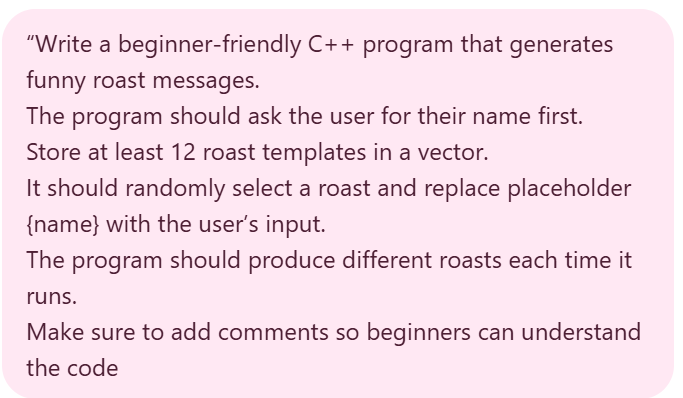 “Write a beginner-friendly C++ program that generates
funny roast messages.
The program should ask the user for their name first.
Store at least 12 roast templates in a vector.
It should randomly select a roast and replace placeholder
{name} with the user’s input.
The program should produce different roasts each time it
runs.
Make sure to add comments so beginners can understand
the code